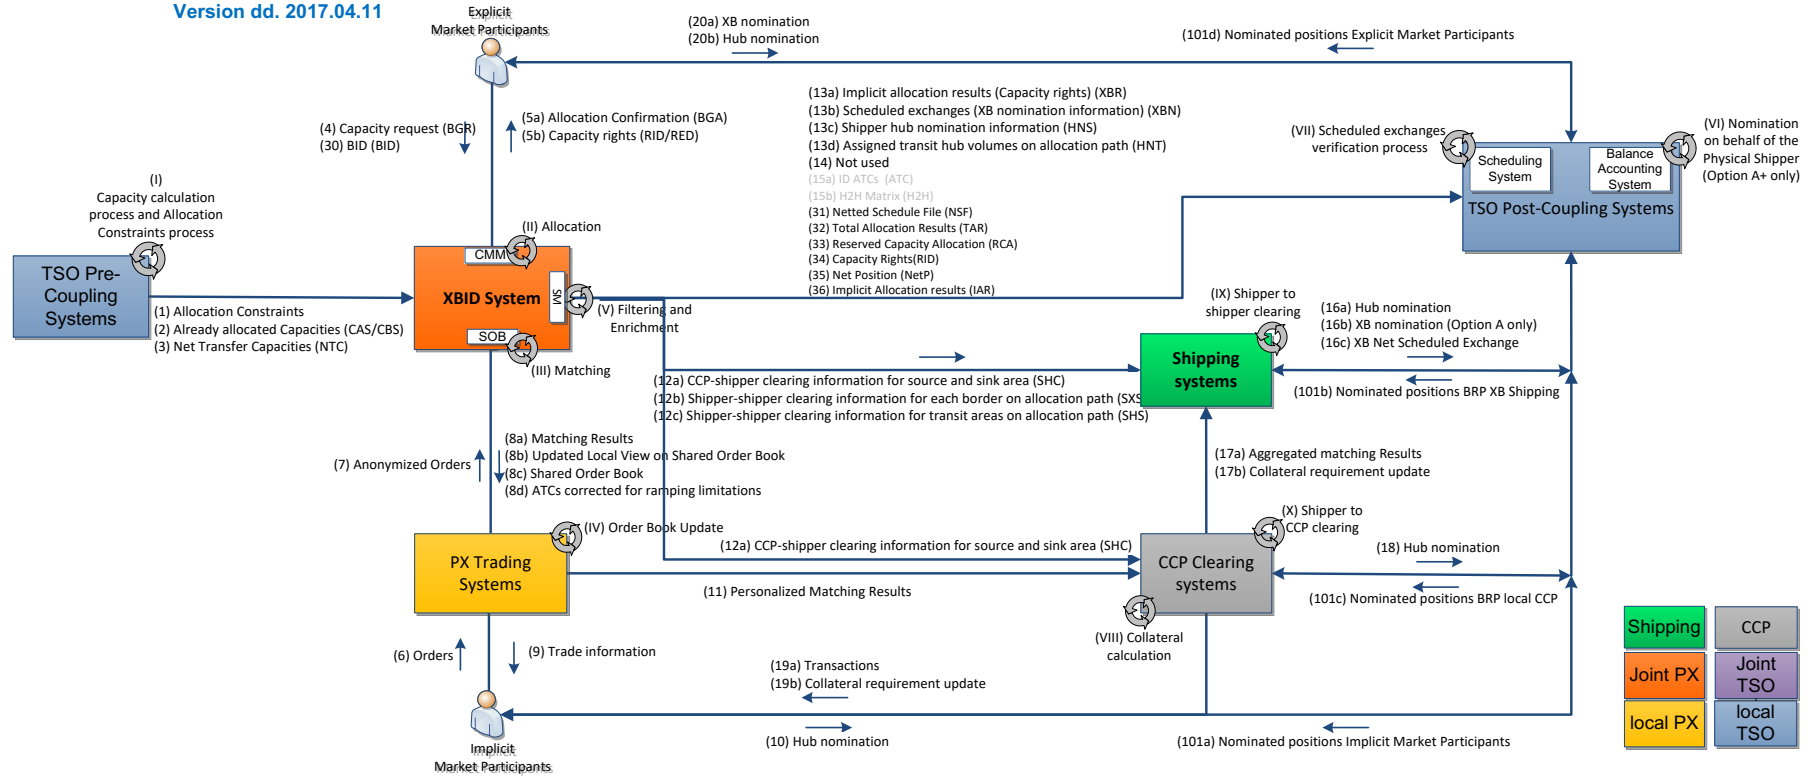 Version dd. 2017.04.11
Explicit
Market Participants
(20a) XB nomination
(20b) Hub nomination
(101d) Nominated positions Explicit Market Participants
(4) Capacity request (BGR)
(30) BID (BID)
(5a) Allocation Confirmation (BGA)
(5b) Capacity rights (RID/RED)
(13a) Implicit allocation results (Capacity rights) (XBR)
(13b) Scheduled exchanges (XB nomination information) (XBN)
(13c) Shipper hub nomination information (HNS)
(13d) Assigned transit hub volumes on allocation path (HNT)
(14) Not used
(15a) ID ATCs  (ATC)
(15b) H2H Matrix (H2H)
(31) Netted Schedule File (NSF)
(32) Total Allocation Results (TAR)
(33) Reserved Capacity Allocation (RCA)
(34) Capacity Rights(RID)
(35) Net Position (NetP)
(36) Implicit Allocation results (IAR)
(VII) Scheduled exchanges
verification process
Scheduling
System
Balance
Accounting
System
TSO Post-Coupling Systems
(VI) Nomination
on behalf of the
Physical Shipper
(Option A+ only)
(I)
Capacity calculation
process and Allocation
Constraints process
TSO Pre-
Coupling
Systems
(1) Allocation Constraints
(2) Already allocated Capacities (CAS/CBS)
(3) Net Transfer Capacities (NTC)
(II) Allocation
CMM
XBID System
SM
SOB
(III) Matching
(V) Filtering and
Enrichment
(IX) Shipper to
shipper clearing
Shipping
systems
(16a) Hub nomination
(16b) XB nomination (Option A only)
(16c) XB Net Scheduled Exchange
(101b) Nominated positions BRP XB Shipping
(12a) CCP-shipper clearing information for source and sink area (SHC)
(12b) Shipper-shipper clearing information for each border on allocation path (SXS
(12c) Shipper-shipper clearing information for transit areas on allocation path (SHS)
(7) Anonymized Orders
(8a) Matching Results
(8b) Updated Local View on Shared Order Book
(8c) Shared Order Book
(8d) ATCs corrected for ramping limitations
(17a) Aggregated matching Results
(17b) Collateral requirement update
(IV) Order Book Update
PX Trading
Systems
(12a) CCP-shipper clearing information for source and sink area (SHC)
(11) Personalized Matching Results
(X) Shipper to
CCP clearing
CCP Clearing
systems
(18) Hub nomination
(101c) Nominated positions BRP local CCP
(VIII) Collateral
calculation
(6) Orders
(9) Trade information
(19a) Transactions
(19b) Collateral requirement update
(10) Hub nomination
(101a) Nominated positions Implicit Market Participants
Implicit
Market Participants
Shipping
CCP
Joint PX
Joint
TSO
local PX
local
TSO